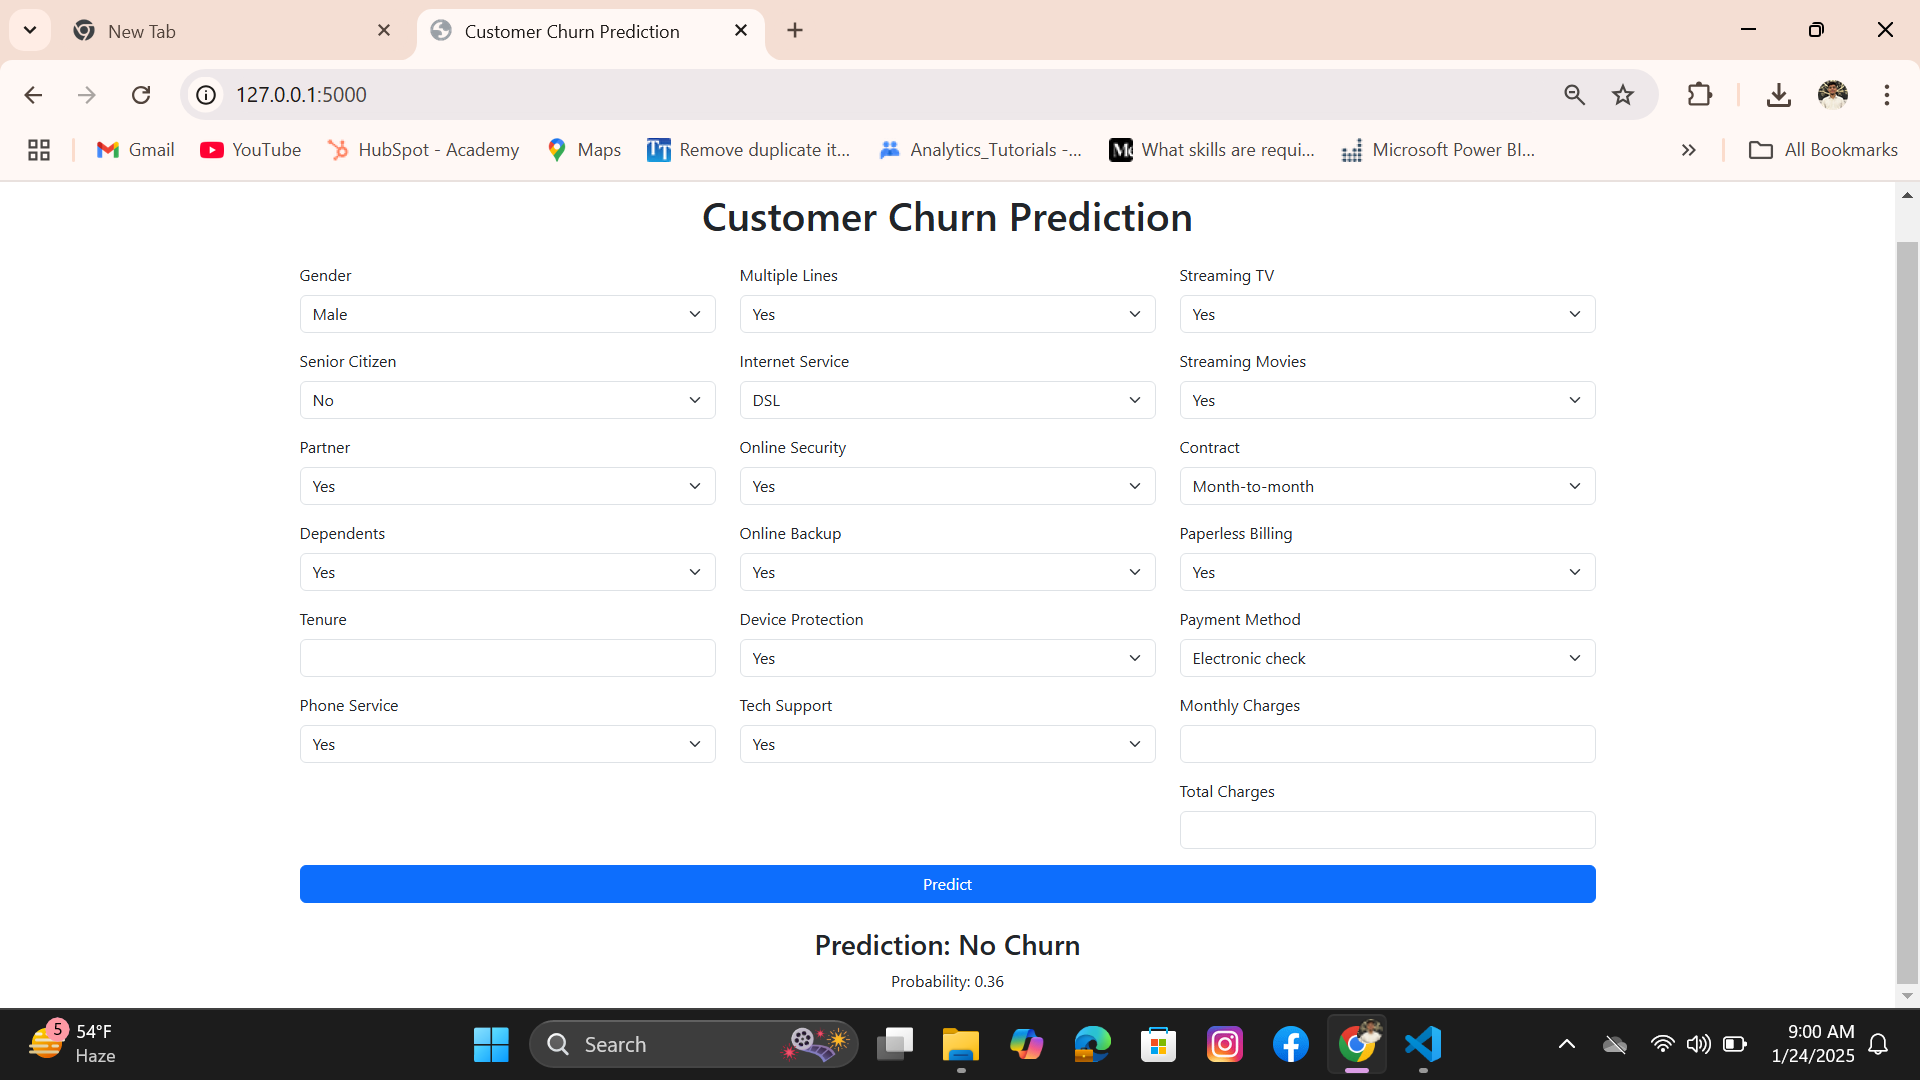 New Tab
Customer Churn Prediction
127.0.0.1:5000
Gmail
YouTube
HubSpot - Academy
Maps
Remove duplicate it...
Analytics_Tutorials -...
What skills are requi...
Microsoft Power BI...
All Bookmarks
Customer Churn Prediction
Gender
Male
Senior Citizen
No
Partner
Yes
Dependents
Yes
Tenure
Phone Service
Yes
Multiple Lines
Yes
Internet Service
DSL
Online Security
Yes
Online Backup
Yes
Device Protection
Yes
Tech Support
Yes
Streaming TV
Yes
Streaming Movies
Yes
Contract
Month-to-month
Paperless Billing
Yes
Payment Method
Electronic check
Monthly Charges
Total Charges
Predict
Prediction: No Churn
Probability: 0.36
5
54°F
Haze
Search
9:00 AM
1/24/2025